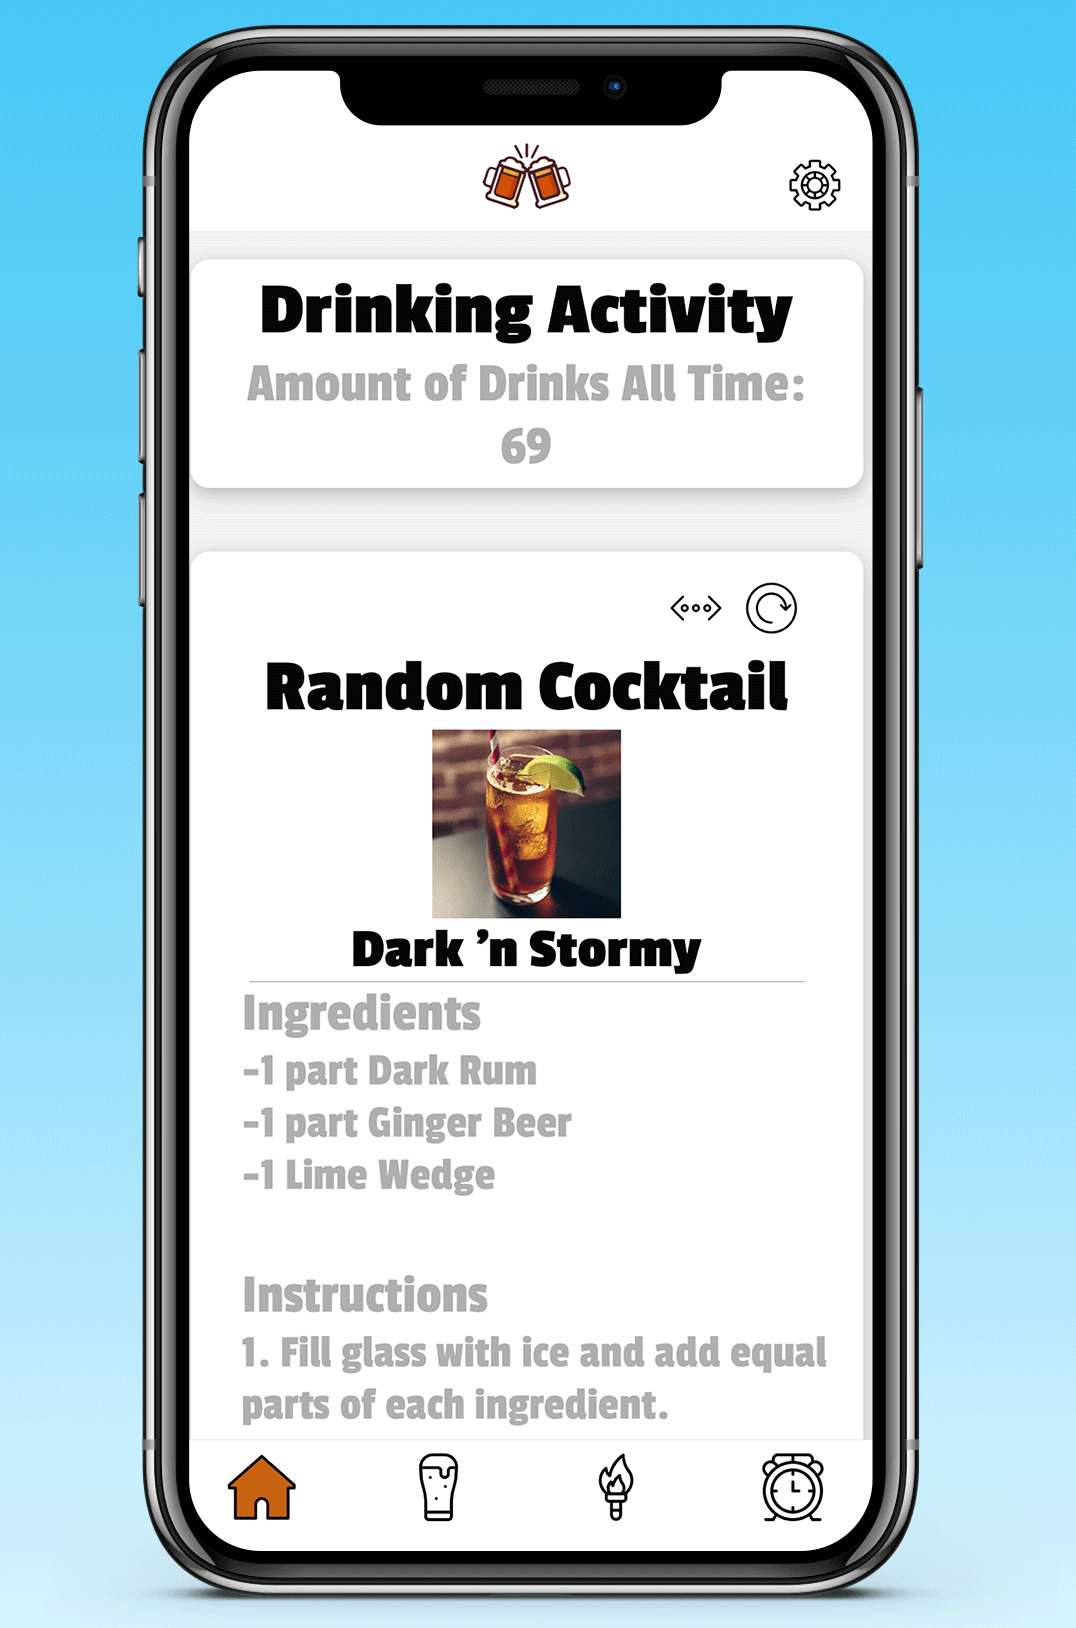 Drinking Activity
Amount of Drinks All Time:
69
Random Cocktail
Dark ’n Stormy
Ingredients
-1 part Dark Rum
-1 part Ginger Beer
-1 Lime Wedge
Instructions
1. Fill glass with ice and add equal
parts of each ingredient.